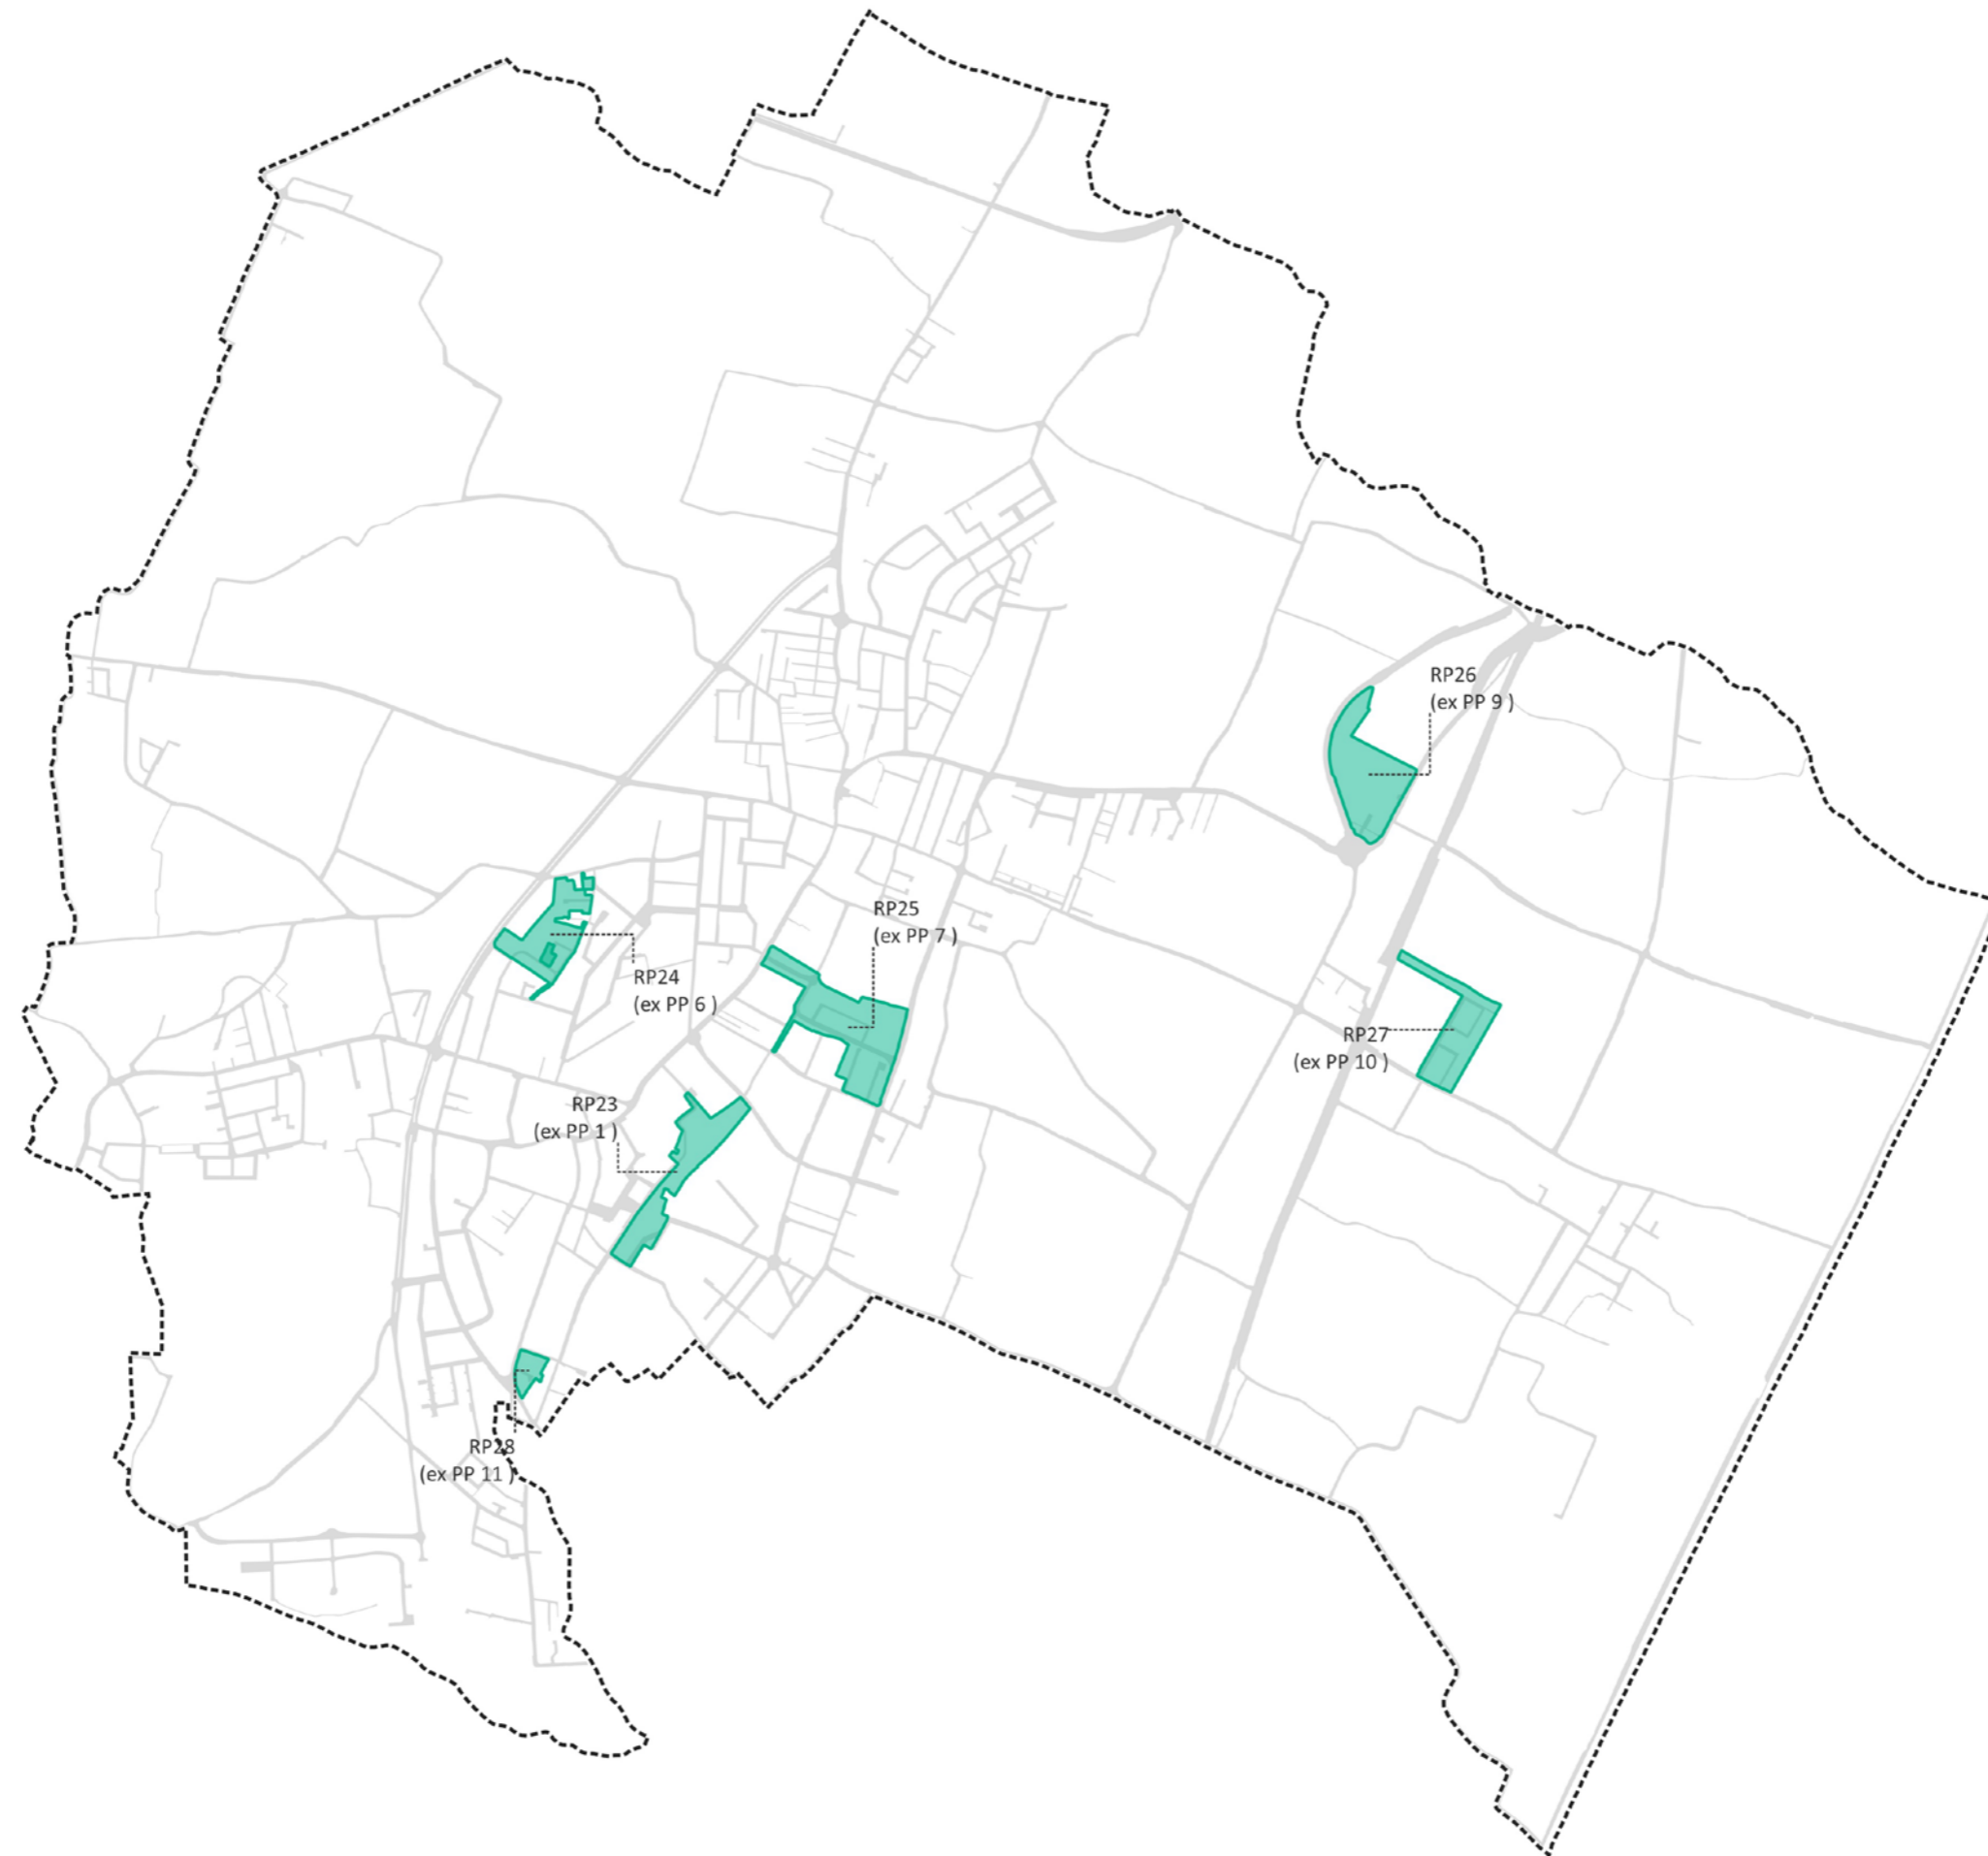 RP26
(ex PP 9 )
RP25
(ex PP 7 )
RP24
(ex PP 6 )
RP27
(ex PP 10 )
RP23
(ex PP 1 )
RP28
(ex PP 11 )